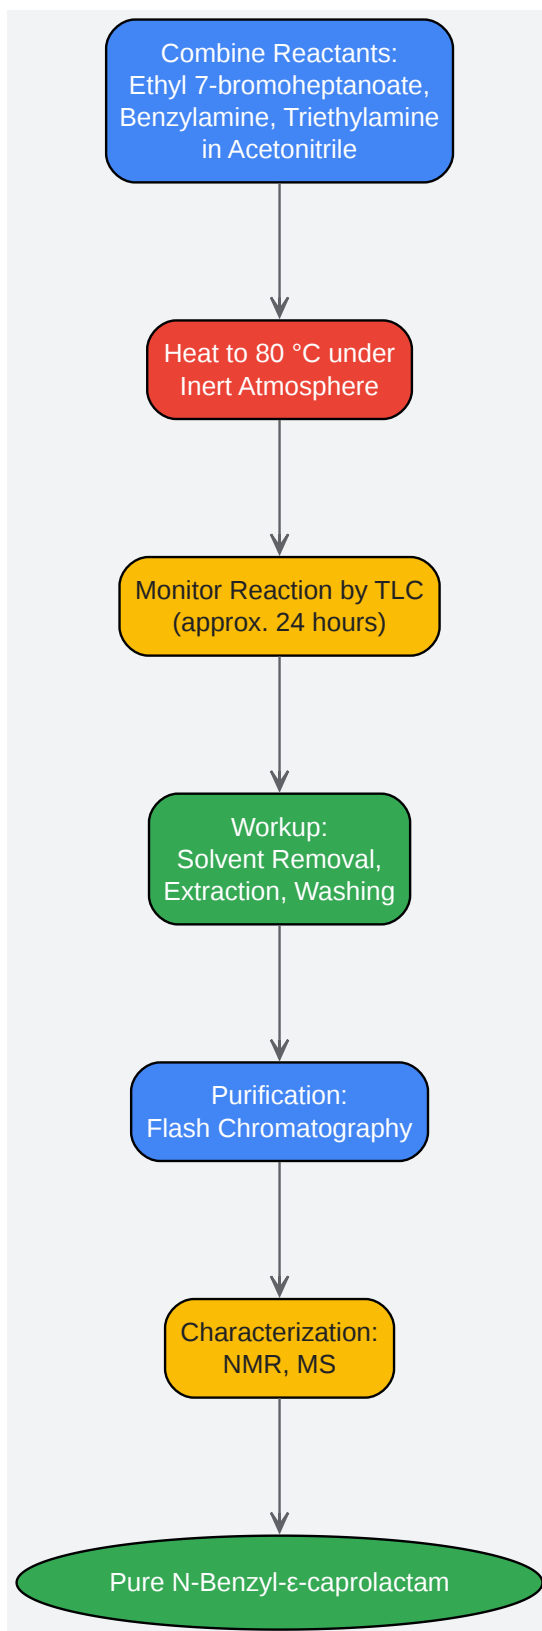 Combine Reactants:
Ethyl 7-bromoheptanoate,
Benzylamine, Triethylamine
in Acetonitrile
Heat to 80 °C under
Inert Atmosphere
Monitor Reaction by TLC
(approx. 24 hours)
Workup:
Solvent Removal,
Extraction, Washing
Purification:
Flash Chromatography
Characterization:
NMR, MS
Pure N-Benzyl-ε-caprolactam